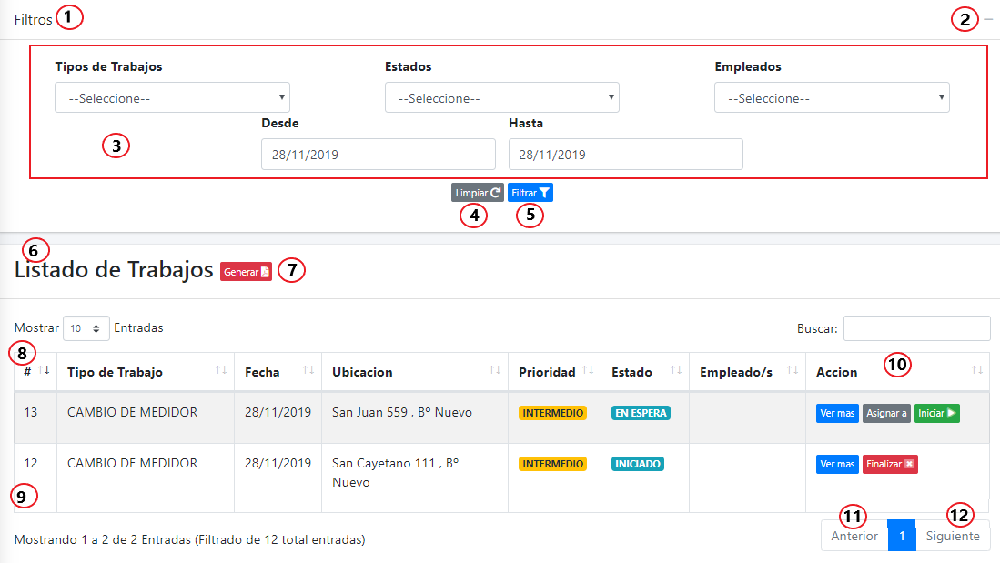 Filtros 1
2
Tipos de Trabajos Estados Empleados
--Seleccione-- --Seleccione-- --Seleccione--
Desde Hasta
3 28/11/2019 28/11/2019
Limpiar Filtrar
4 5
6
Listado de Trabajos Generar 7
Mostrar 10 Entradas Buscar:
8
# Tipo de Trabajo Fecha Ubicacion Prioridad Estado Empleado/s Accion 10
13 CAMBIO DE MEDIDOR 28/11/2019 San Juan 559 , Bº Nuevo INTERMEDIO EN ESPERA Ver mas Asignar a Iniciar
12 CAMBIO DE MEDIDOR 28/11/2019 San Cayetano 111 , Bº INTERMEDIO INICIADO Ver mas Finalizar
Nuevo
9
11 12
Mostrando 1 a 2 de 2 Entradas (Filtrado de 12 total entradas) Anterior 1 Siguiente